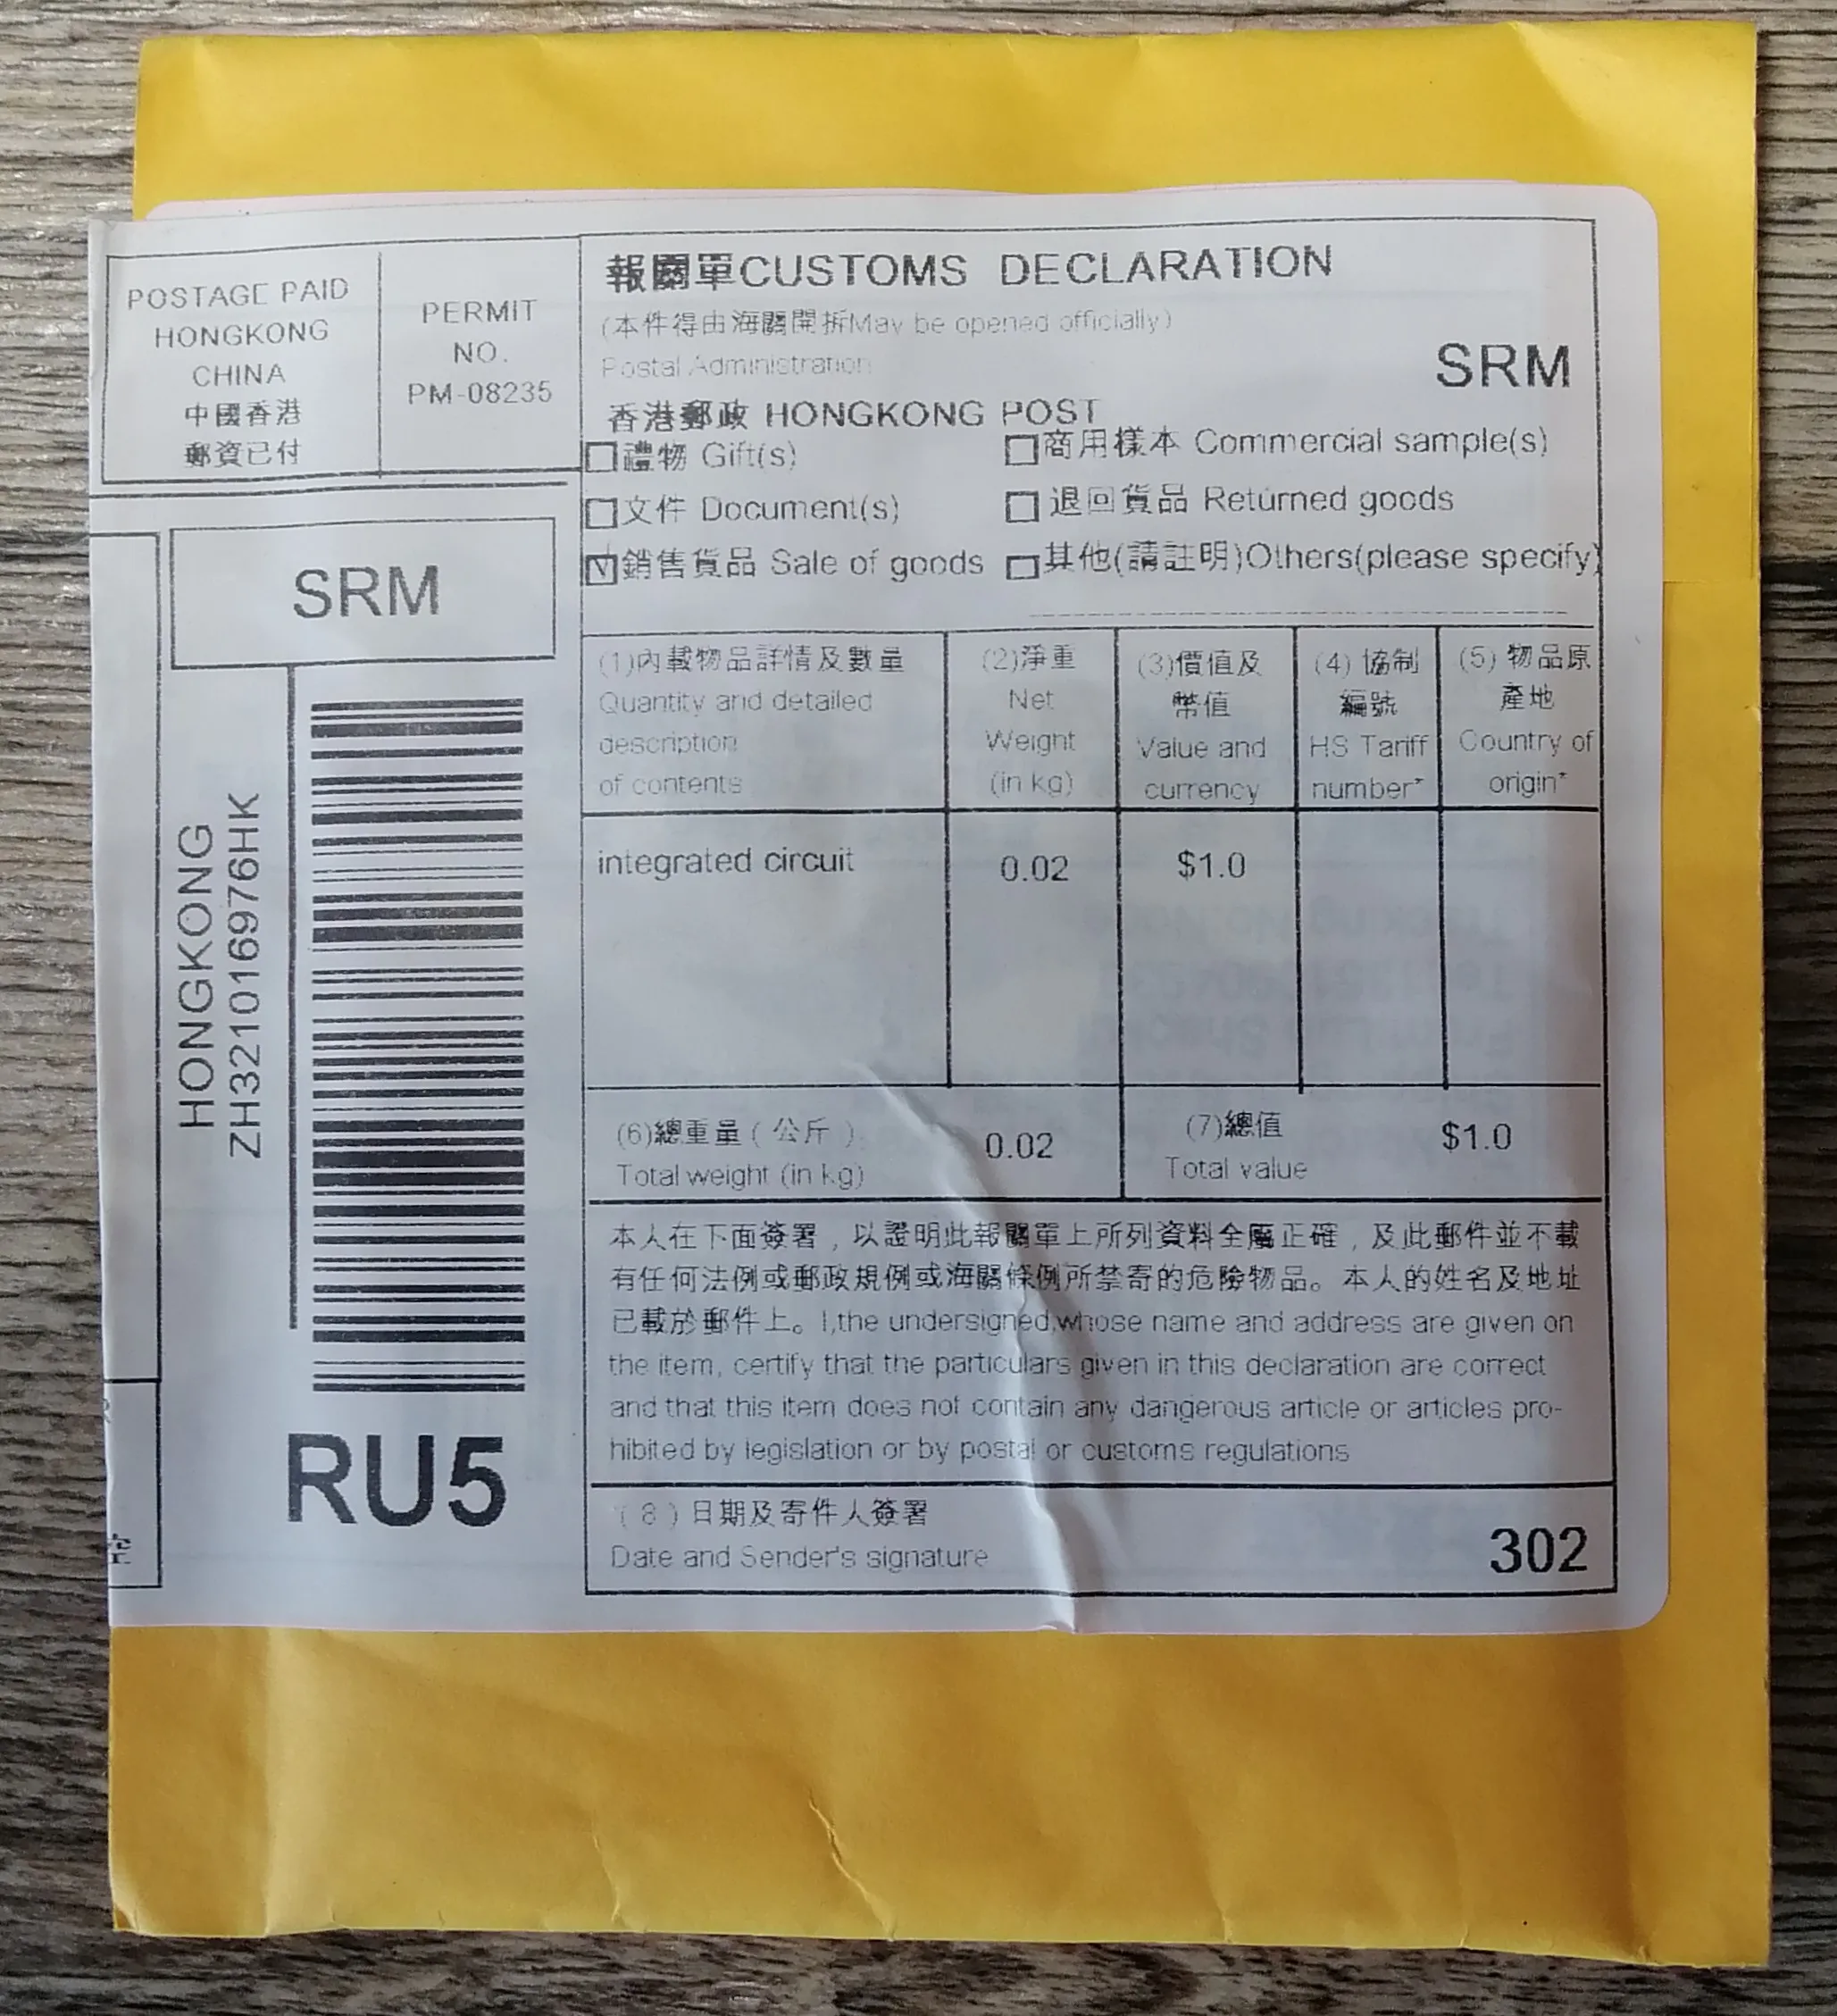 POSTAGE PAID
HONGKONG
CHINA
中國香港
郵資已付
PERMIT
NO.
PM-08235
SRM
HONGKONG
ZH321016976HK
RU5
報關單CUSTOMS DECLARATION
(本件得由海關開拆May be opened officially)
Postal Administration
SRM
香港郵政 HONGKONG POST
禮物 Gift(s)
商用樣本 Commercial sample(s)
文件 Document(s)
退回貨品 Returned goods
銷售貨品 Sale of goods
其他(請註明)Others(please specify)
(1)內載物品詳情及數量
Quantity and detailed
description
of contents
(2)淨重
Net
Weight
(in kg)
(3)價值及
幣值
Value and
currency
(4) 協制
編號
HS Tariff
number*
(5) 物品原
產地
Country of
origin*
integrated circuit
0.02
$1.0
(6)總重量 ( 公斤 )
Total weight (in kg)
0.02
(7)總值
Total value
$1.0
本人在下面簽署，以證明此報關單上所列資料全屬正確，及此郵件並不載
有任何法例或郵政規例或海關條例所禁寄的危險物品。本人的姓名及地址
已載於郵件上。I,the undersigned,whose name and address are given on
the item, certify that the particulars given in this declaration are correct
and that this item does not contain any dangerous article or articles pro-
hibited by legislation or by postal or customs regulations
( 8 ) 日期及寄件人簽署
Date and Sender's signature
302